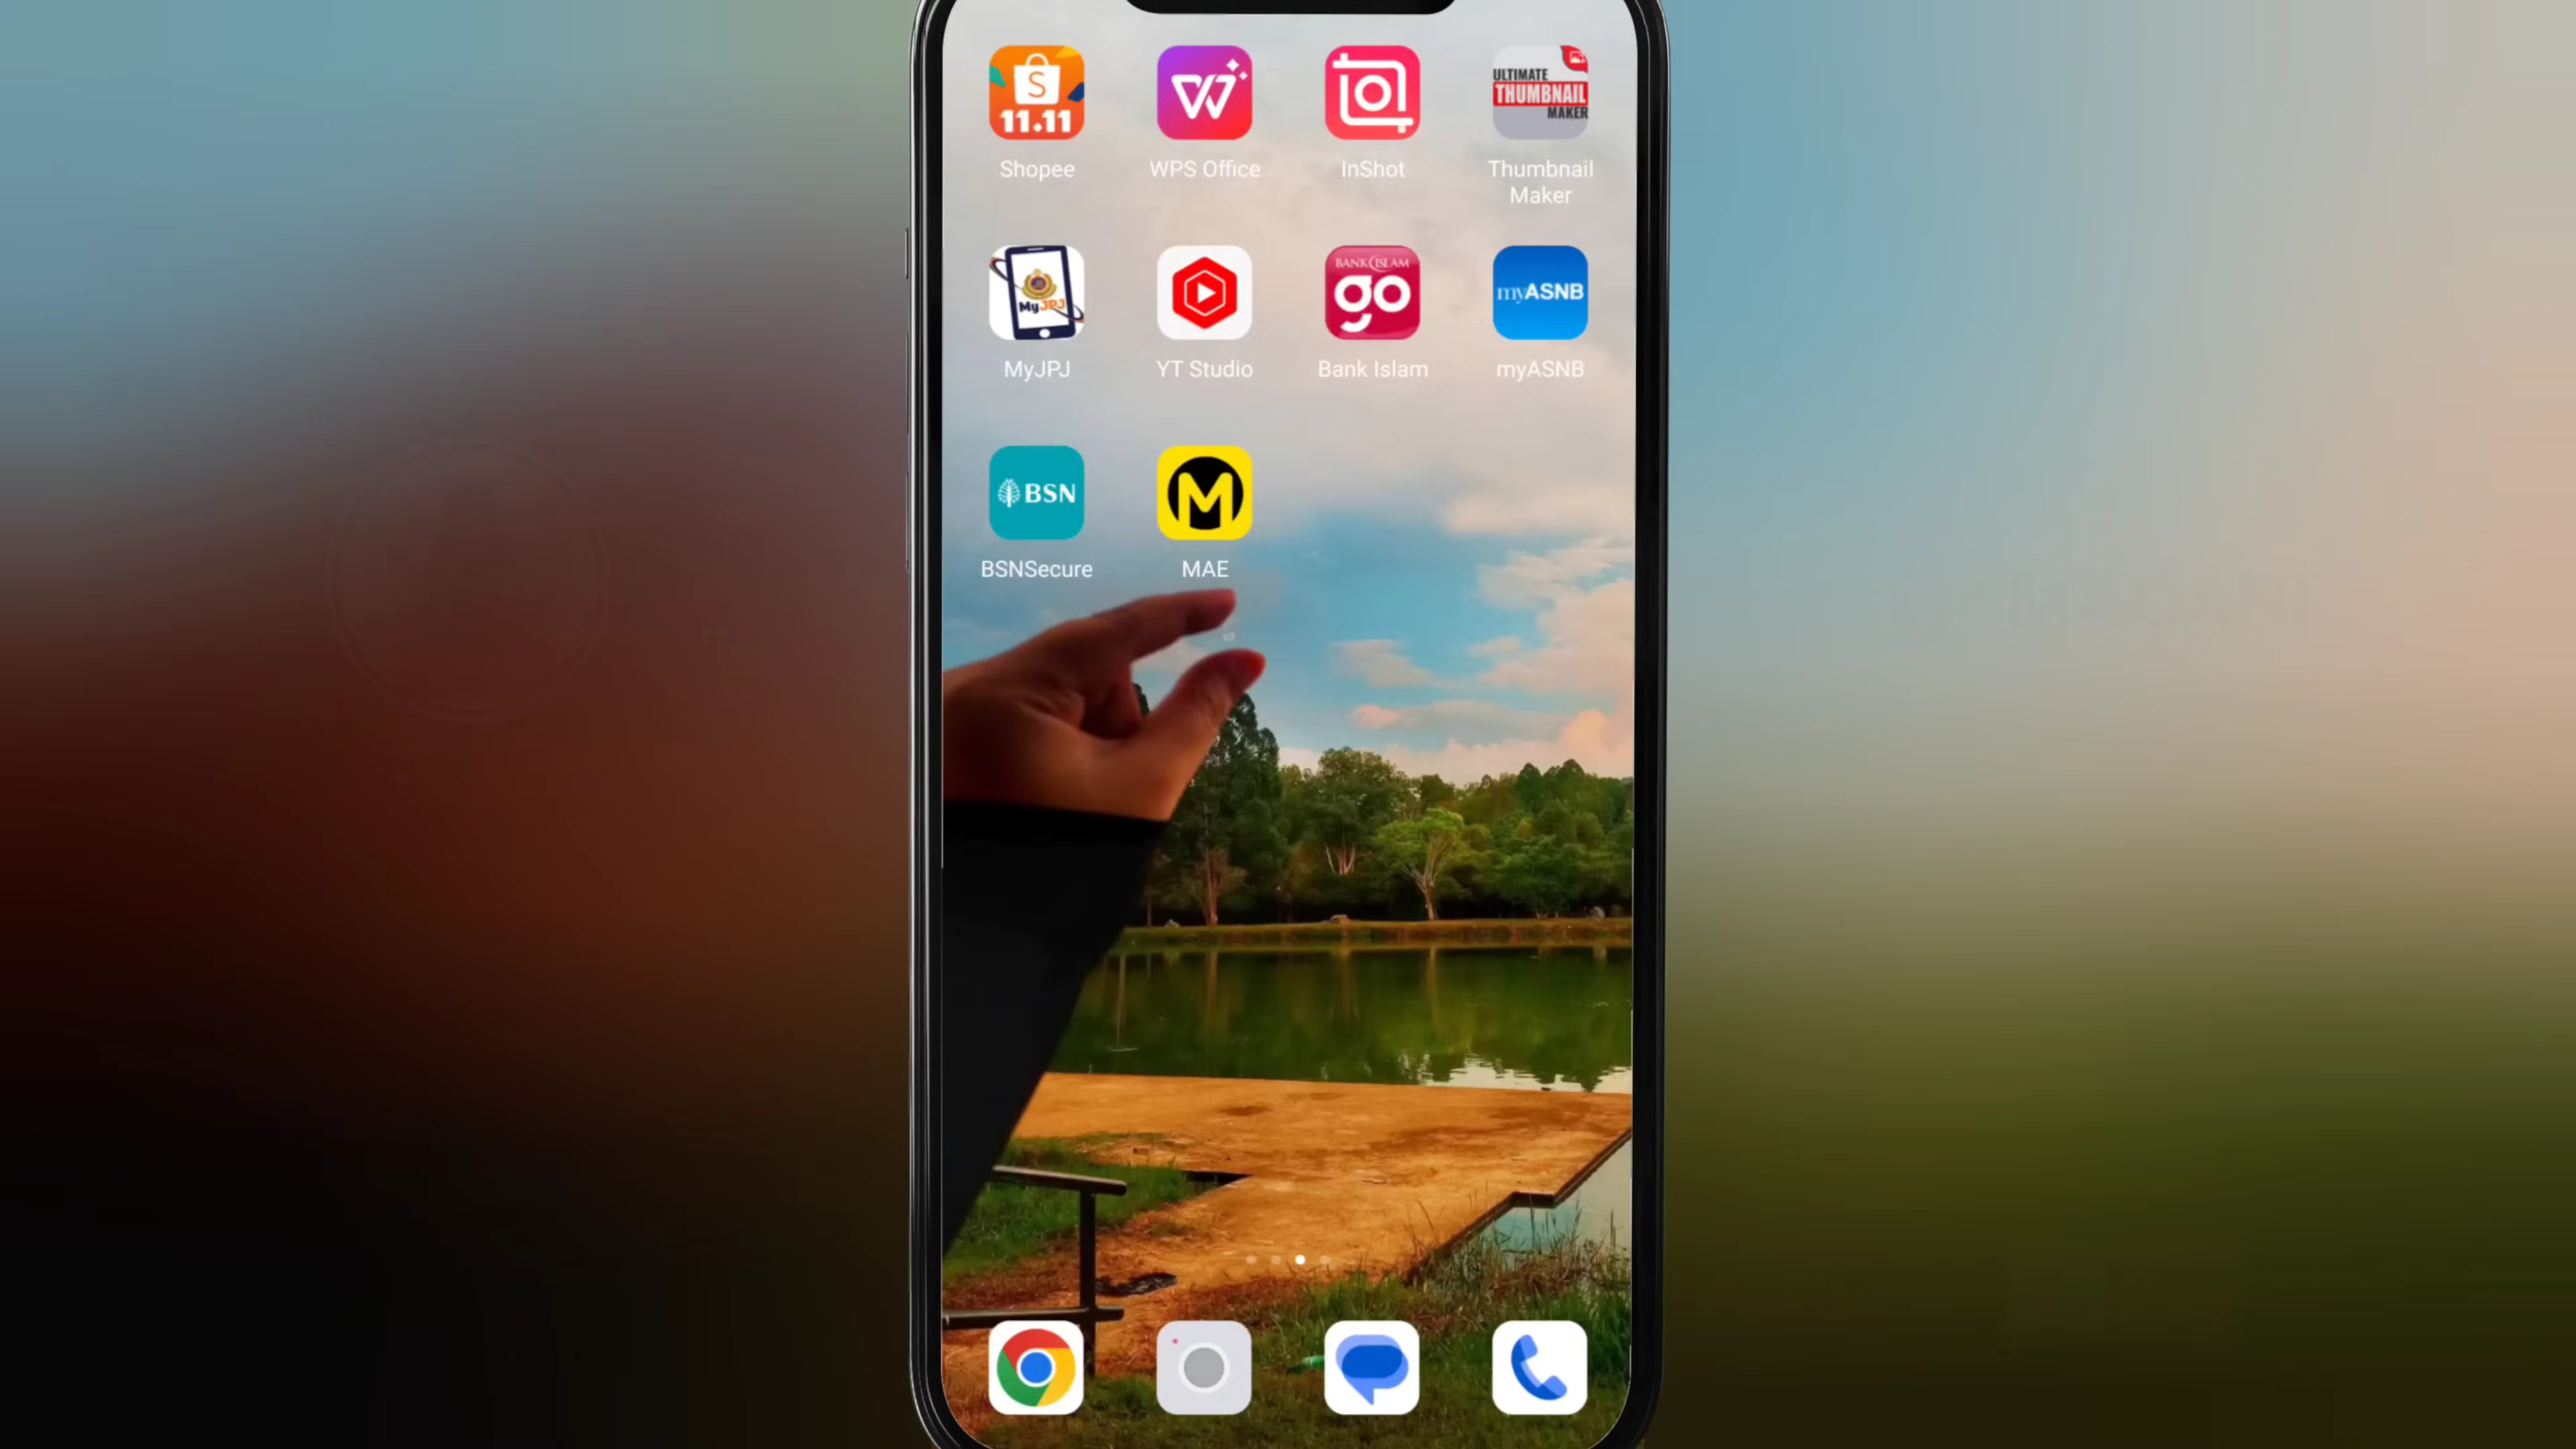 11.11
ULTIMATE
THUMBNAIL
MAKER
Shopee
WPS Office
InShot
Thumbnail
Maker
MyJPJ
BANK ISLAM
go
myASNB
MyJPJ
YT Studio
Bank Islam
myASNB
BSN
BSNSecure
MAE